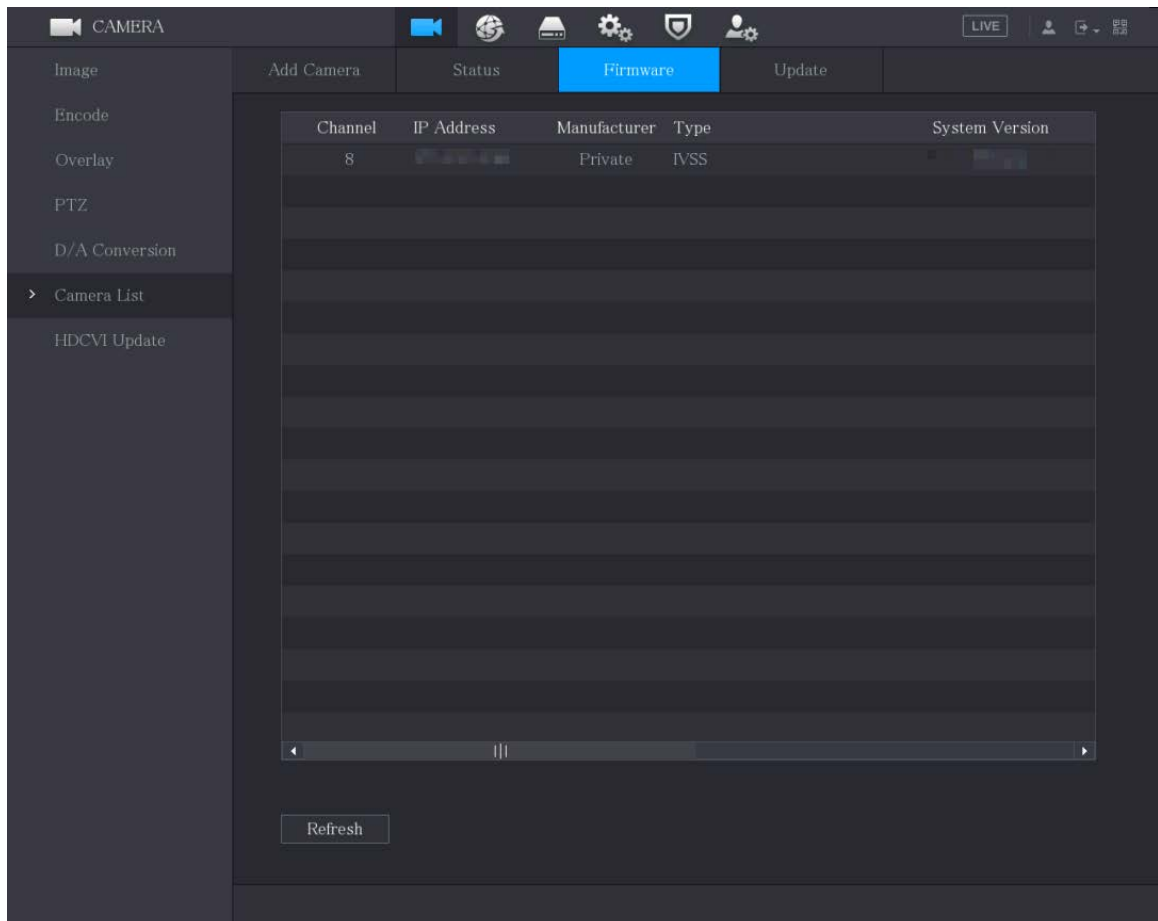 CAMERA
LIVE
Image
Encode
Overlay
PTZ
D/A Conversion
Camera List
HDCVI Update
Add Camera Status Firmware Update
Channel IP Address Manufacturer Type System Version
8 Private IVSS
Refresh